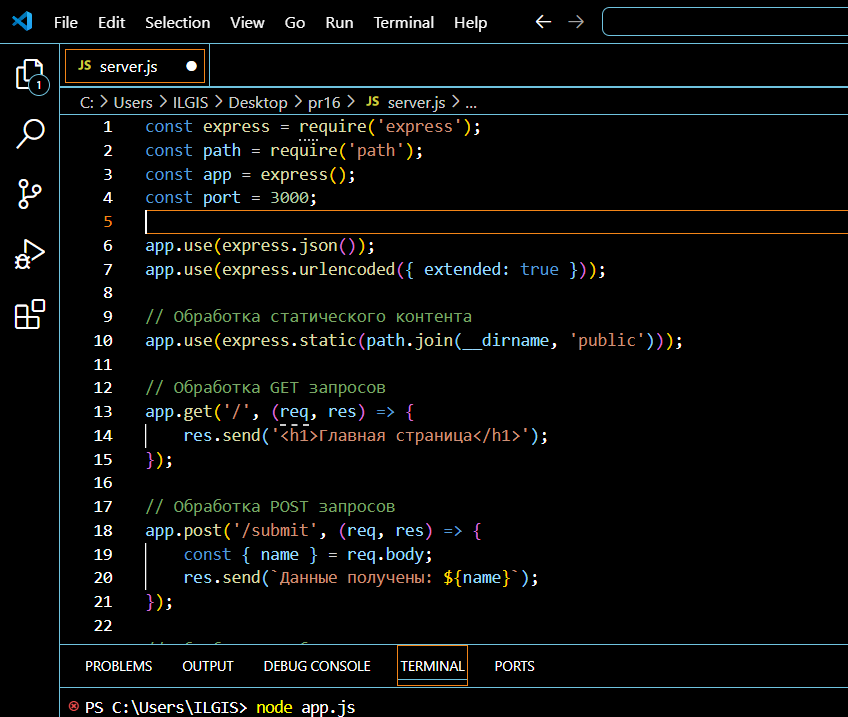 File Edit Selection View Go Run Terminal Help
JS server.js
1
C: > Users > ILGIS > Desktop > pr16 > JS server.js > ...
1 const express = require('express');
2 const path = require('path');
3 const app = express();
4 const port = 3000;
5
6 app.use(express.json());
7 app.use(express.urlencoded({ extended: true }));
8
9 // Обработка статического контента
10 app.use(express.static(path.join(__dirname, 'public')));
11
12 // Обработка GET запросов
13 app.get('/', (req, res) => {
14 res.send('<h1>Главная страница</h1>');
15 });
16
17 // Обработка POST запросов
18 app.post('/submit', (req, res) => {
19 const { name } = req.body;
20 res.send(`Данные получены: ${name}`);
21 });
22
PROBLEMS OUTPUT DEBUG CONSOLE TERMINAL PORTS
PS C:\Users\ILGIS> node app.js